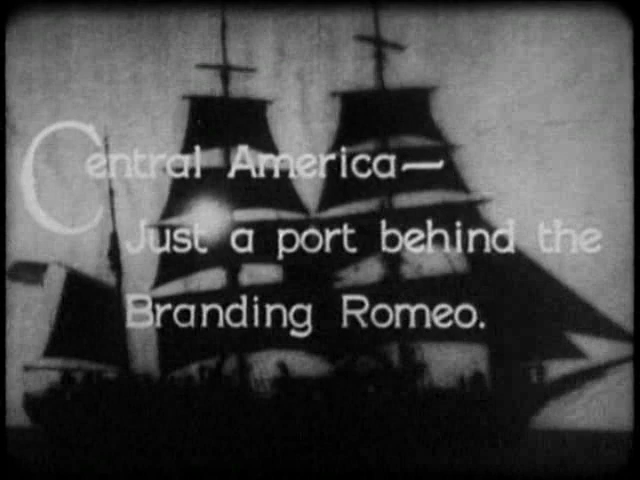 Central America—
Just a port behind the
Branding Romeo.